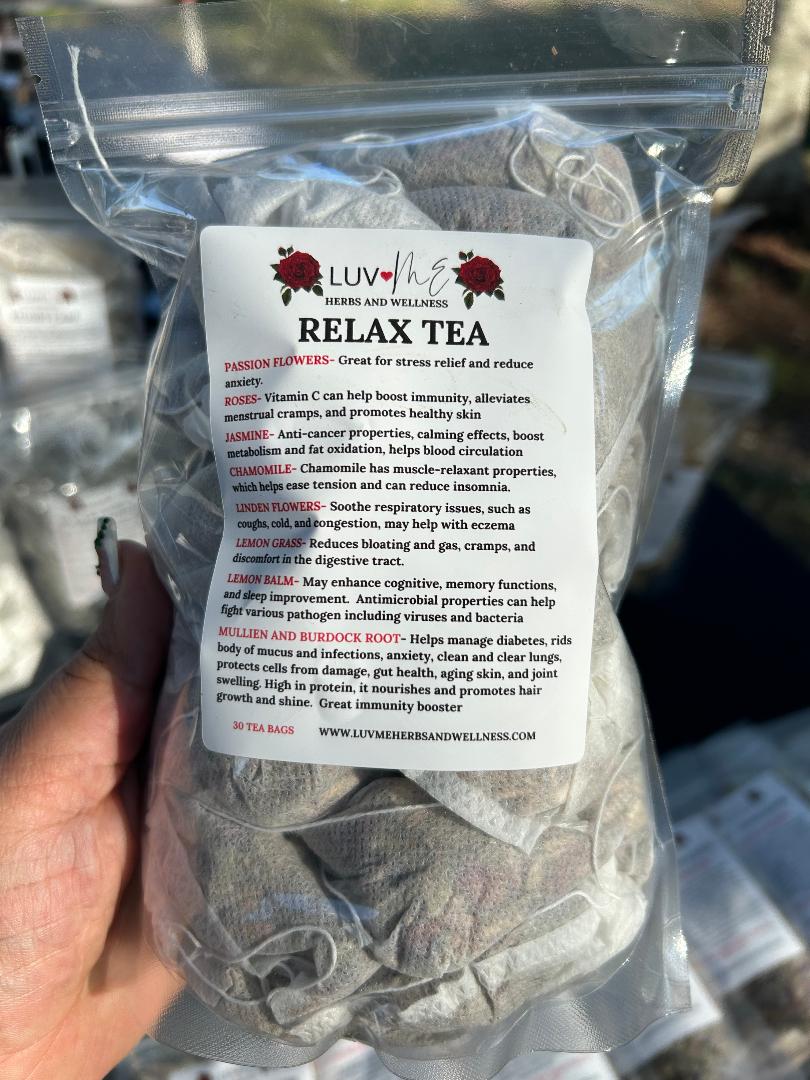 LUV ME
HERBS AND WELLNESS
RELAX TEA
PASSION FLOWERS- Great for stress relief and reduce
anxiety.
ROSES- Vitamin C can help boost immunity, alleviates
menstrual cramps, and promotes healthy skin
JASMINE- Anti-cancer properties, calming effects, boost
metabolism and fat oxidation, helps blood circulation
CHAMOMILE- Chamomile has muscle-relaxant properties,
which helps ease tension and can reduce insomnia.
LINDEN FLOWERS- Soothe respiratory issues, such as
coughs, cold, and congestion, may help with eczema
LEMON GRASS- Reduces bloating and gas, cramps, and
discomfort in the digestive tract.
LEMON BALM- May enhance cognitive, memory functions,
and sleep improvement. Antimicrobial properties can help
fight various pathogen including viruses and bacteria
MULLIEN AND BURDOCK ROOT- Helps manage diabetes, rids
body of mucus and infections, anxiety, clean and clear lungs,
protects cells from damage, gut health, aging skin, and joint
swelling. High in protein, it nourishes and promotes hair
growth and shine. Great immunity booster
30 TEA BAGS WWW.LUVMEHERBSANDWELLNESS.COM